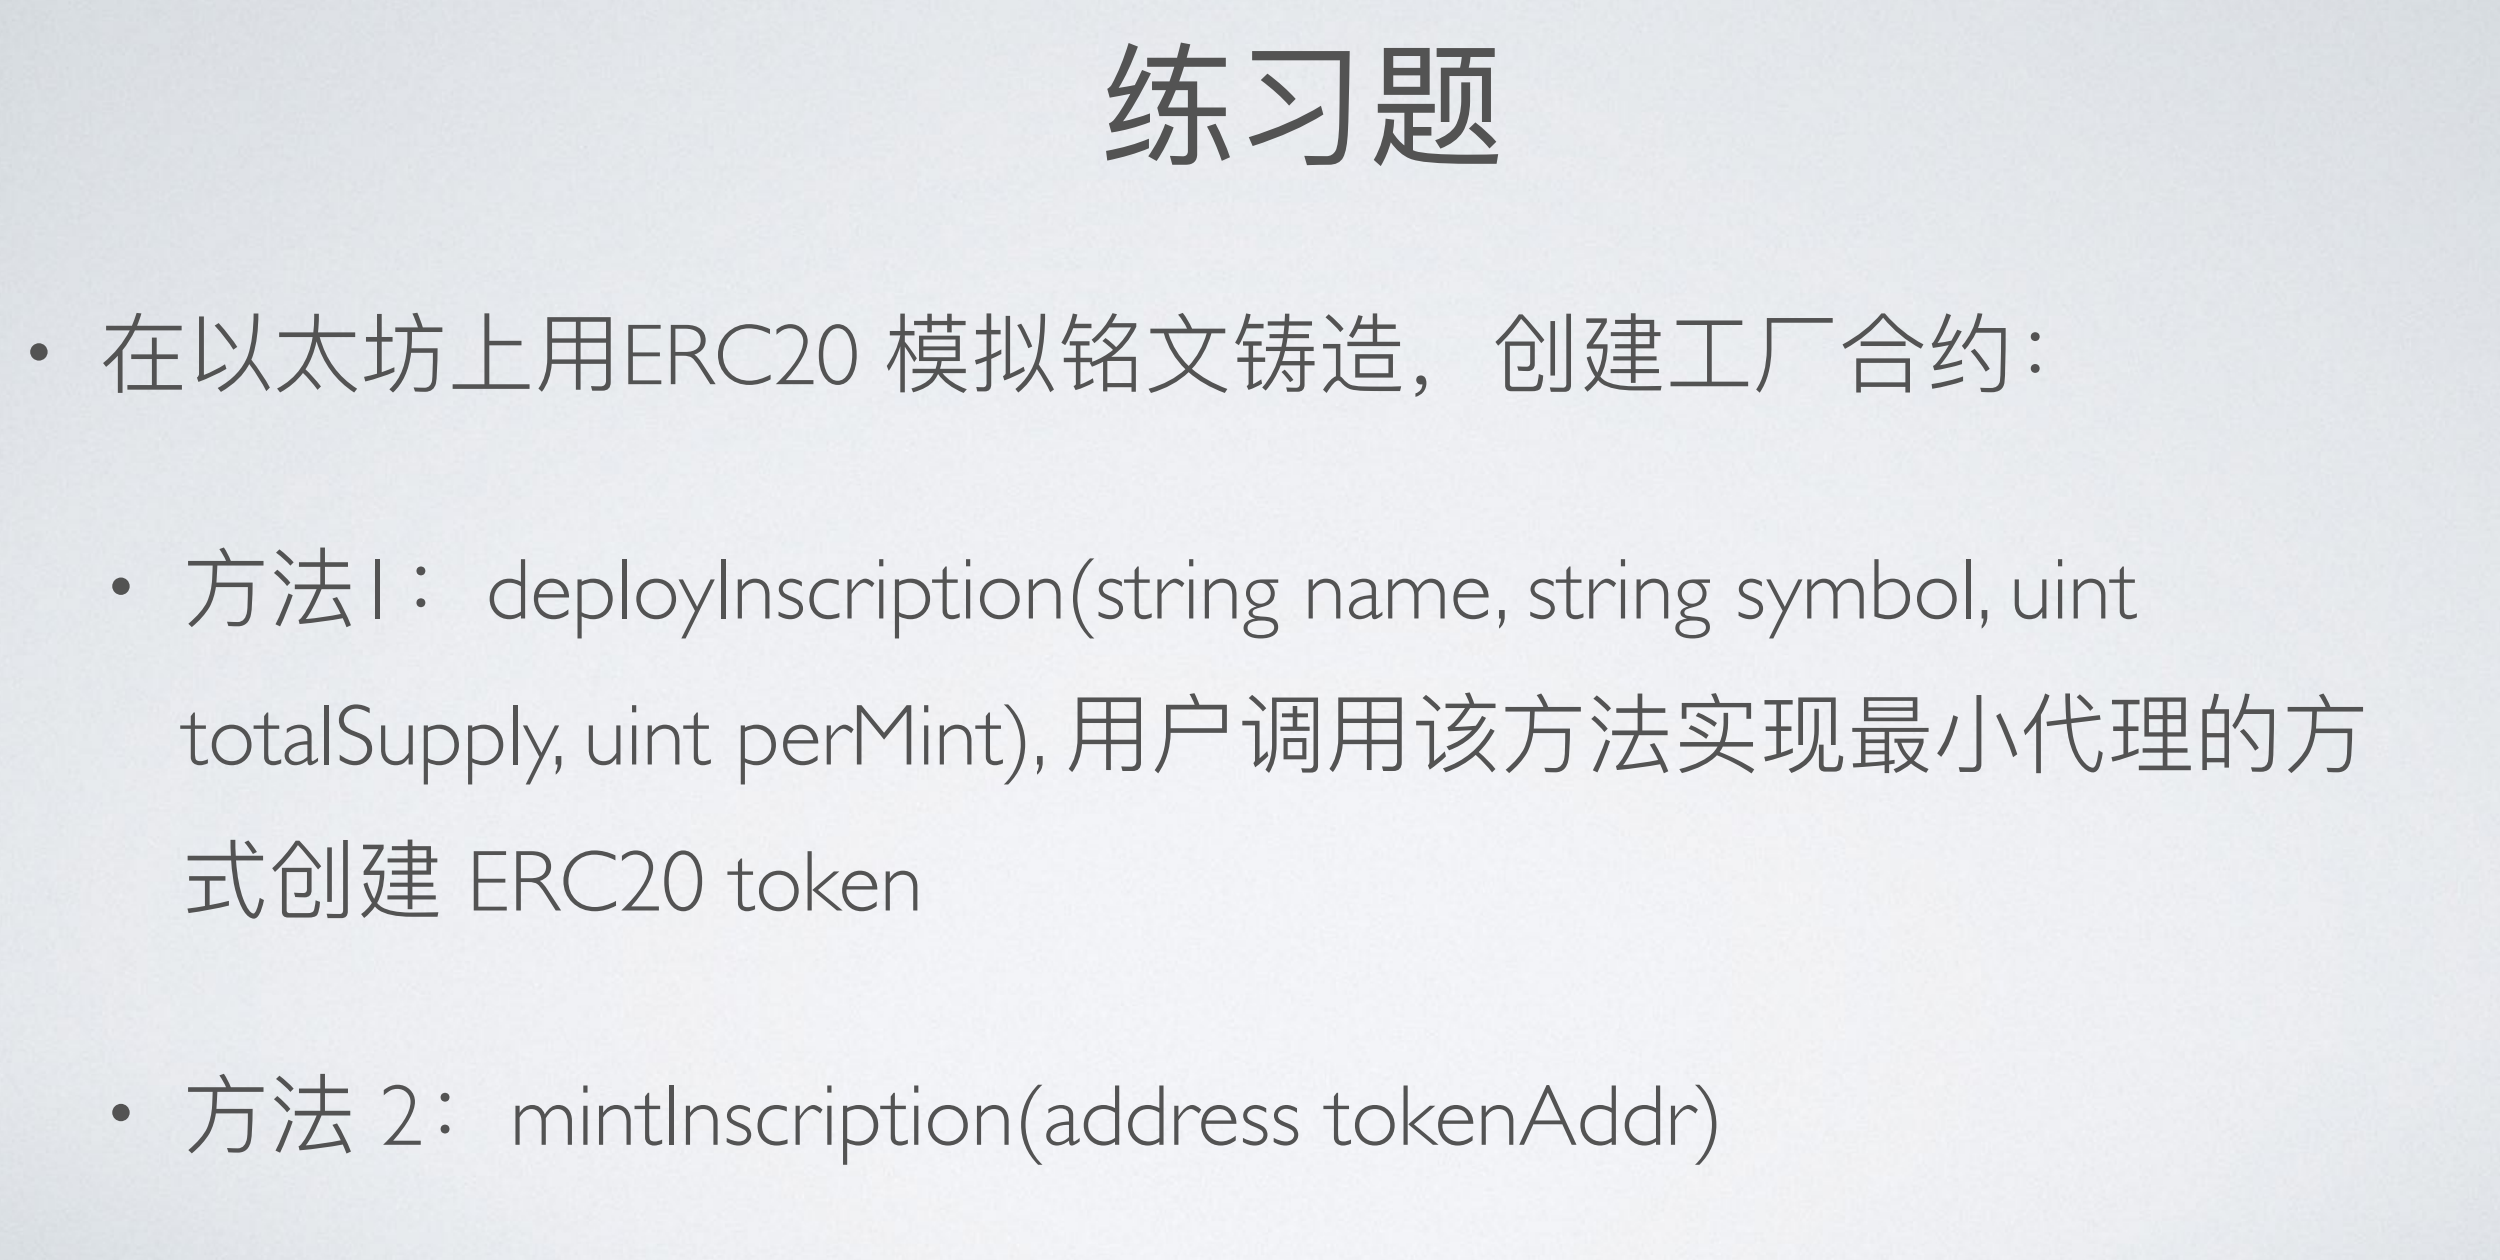 练习题
• 在以太坊上用ERC20 模拟铭文铸造，创建工厂合约：
• 方法1： deployInscription(string name, string symbol, uint
totalSupply, uint perMint), 用户调用该方法实现最小代理的方
式创建 ERC20 token
• 方法 2： mintInscription(address tokenAddr)